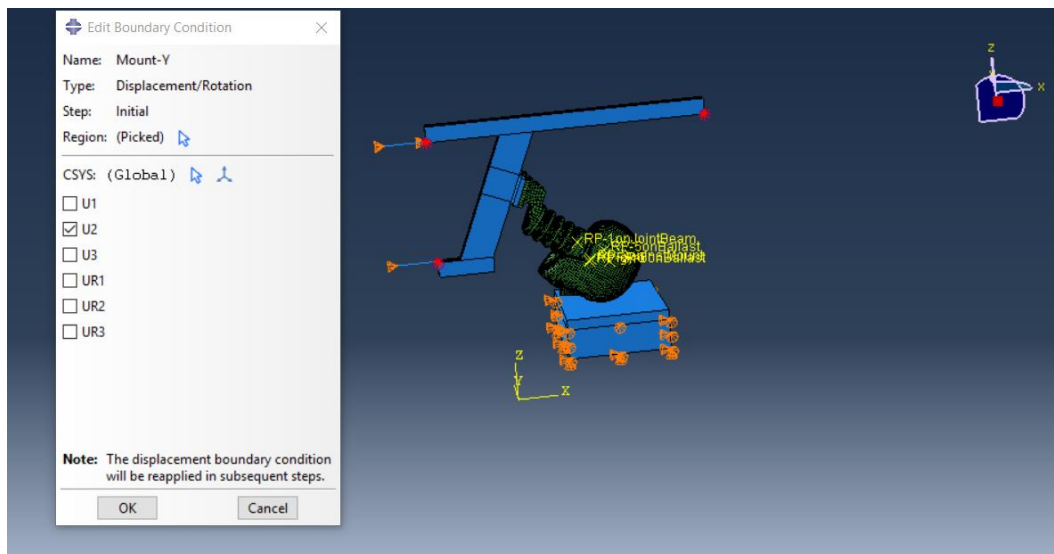 Edit Boundary Condition
Name: Mount-Y
Type: Displacement/Rotation
Step: Initial
Region: (Picked)
CSYS: (Global)
U1
U2
U3
UR1
UR2
UR3
Note: The displacement boundary condition
will be reapplied in subsequent steps.
OK Cancel
RP-1onJointBeam
Z
X
Z
Y
X